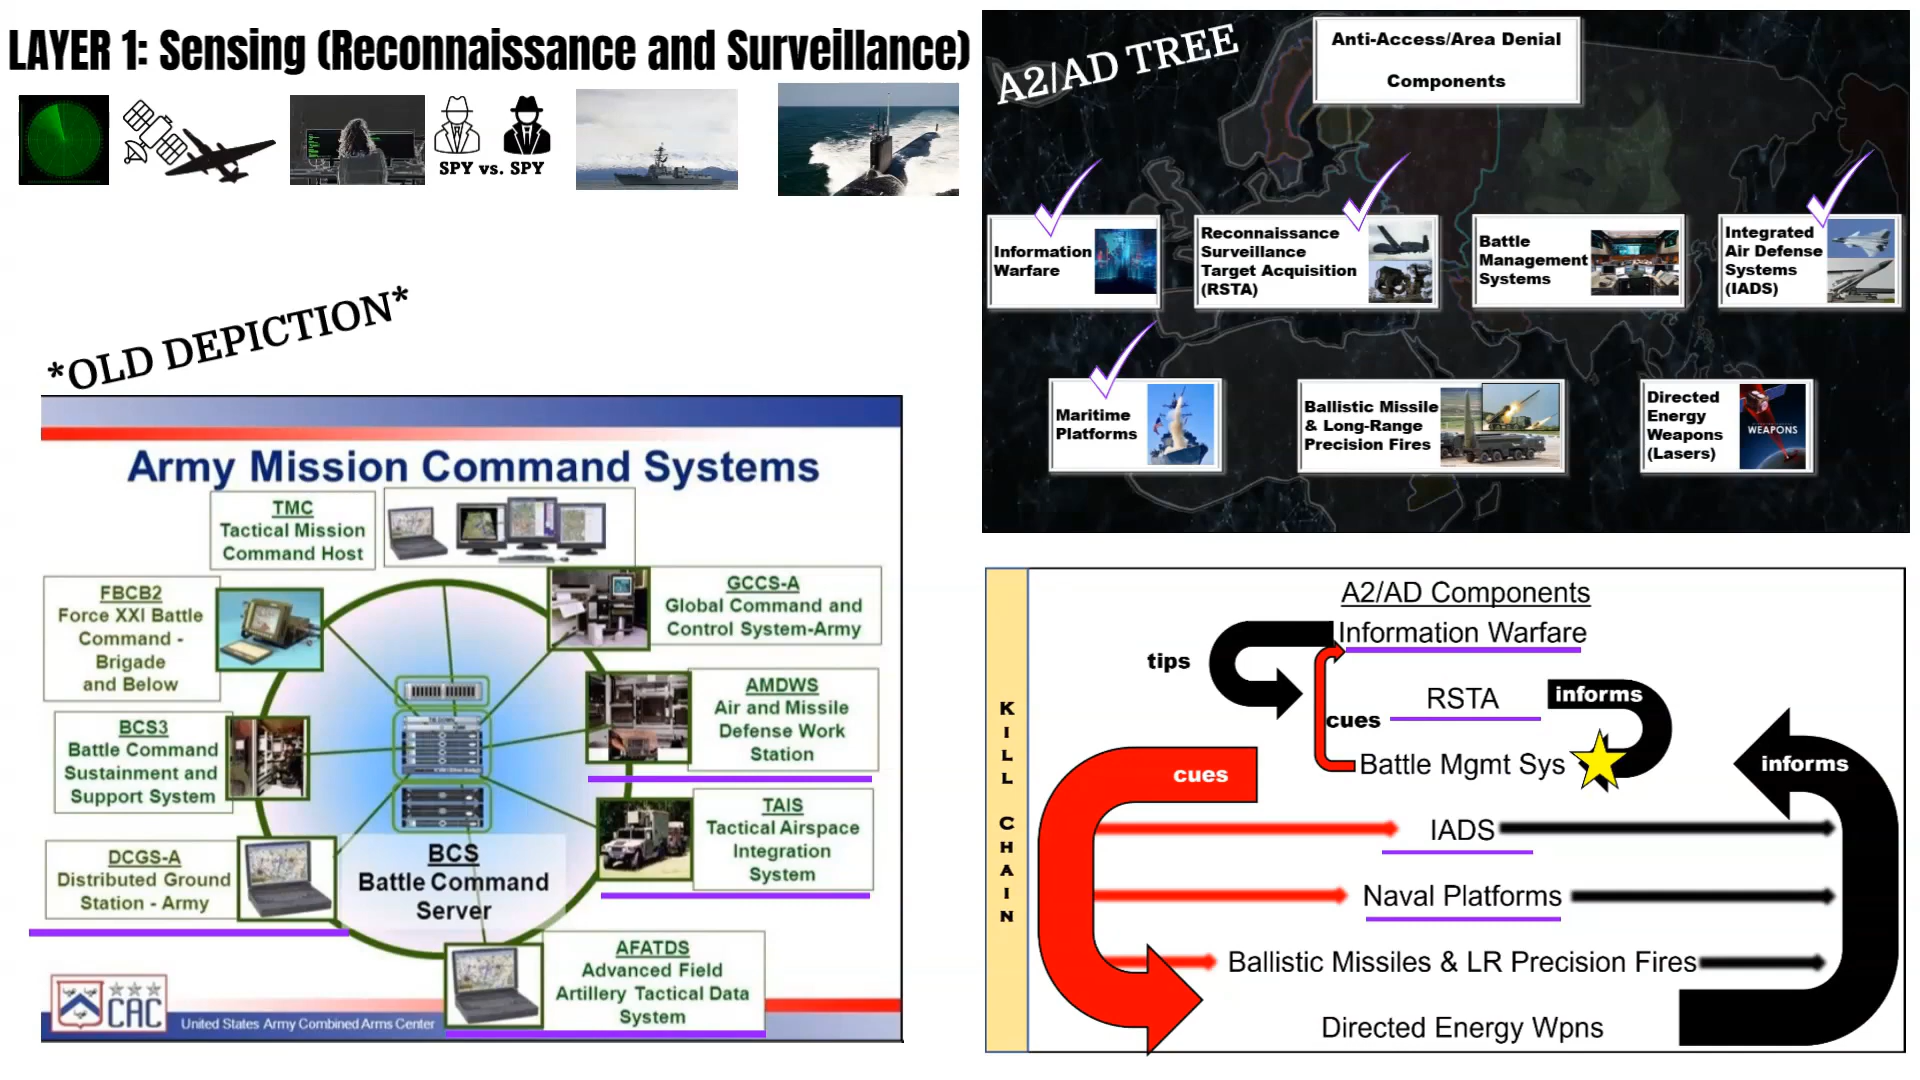 LAYER 1: Sensing (Reconnaissance and Surveillance)
SPY vs. SPY
*OLD DEPICTION*
Army Mission Command Systems
TMC
Tactical Mission
Command Host
FBCB2
Force XXI Battle
Command -
Brigade
and Below
GCCS-A
Global Command and
Control System-Army
BCS3
Battle Command
Sustainment and
Support System
AMDWS
Air and Missile
Defense Work
Station
TAIS
Tactical Airspace
Integration
System
DCGS-A
Distributed Ground
Station - Army
BCS
Battle Command
Server
AFATDS
Advanced Field
Artillery Tactical Data
System
CAC
United States Army Combined Arms Center
A2/AD TREE
Anti-Access/Area Denial
Components
Information
Warfare
Reconnaissance
Surveillance
Target Acquisition
(RSTA)
Battle
Management
Systems
Integrated
Air Defense
Systems
(IADS)
Maritime
Platforms
Ballistic Missile
& Long-Range
Precision Fires
Directed
Energy
Weapons
(Lasers)
WEAPONS
KILL CHAIN
A2/AD Components
Information Warfare
tips
RSTA
informs
cues
Battle Mgmt Sys
cues
informs
IADS
Naval Platforms
Ballistic Missiles & LR Precision Fires
Directed Energy Wpns